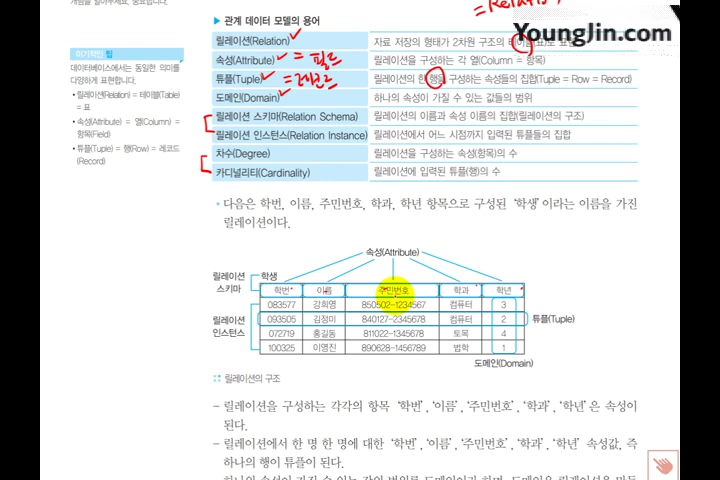 = Relation
YoungJin.com
▶ 관계 데이터 모델의 용어
릴레이션(Relation) 자료 저장의 형태가 2차원 구조의 테이블(표)로 표현
속성(Attribute) = 필드 릴레이션을 구성하는 각 열(Column = 항목)
튜플(Tuple) = 레코드 릴레이션의 한 행을 구성하는 속성들의 집합(Tuple = Row = Record)
도메인(Domain) 하나의 속성이 가질 수 있는 값들의 범위
릴레이션 스키마(Relation Schema) 릴레이션의 이름과 속성 이름의 집합(릴레이션의 구조)
릴레이션 인스턴스(Relation Instance) 릴레이션에서 어느 시점까지 입력된 튜플들의 집합
차수(Degree) 릴레이션을 구성하는 속성(항목)의 수
카디널리티(Cardinality) 릴레이션에 입력된 튜플(행)의 수
이기적인 팁
데이터베이스에서는 동일한 의미를
다양하게 표현합니다.
• 릴레이션(Relation) = 테이블(Table)
= 표
• 속성(Attribute) = 열(Column) =
항목(Field)
• 튜플(Tuple) = 행(Row) = 레코드
(Record)
• 다음은 학번, 이름, 주민번호, 학과, 학년 항목으로 구성된 '학생'이라는 이름을 가진
릴레이션이다.
속성(Attribute)
릴레이션 학생
스키마 학번 이름 주민번호 학과 학년
083577 강희영 850502-1234567 컴퓨터 3
릴레이션 093505 김정미 840127-2345678 컴퓨터 2 튜플(Tuple)
인스턴스 072719 홍길동 811022-1345678 토목 4
100325 이영진 890628-1456789 법학 1
도메인(Domain)
릴레이션의 구조
- 릴레이션을 구성하는 각각의 항목 '학번', '이름', '주민번호', '학과', '학년'은 속성이
된다.
- 릴레이션에서 한 명 한 명에 대한 '학번', '이름', '주민번호', '학과', '학년' 속성값, 즉
하나의 행이 튜플이 된다.